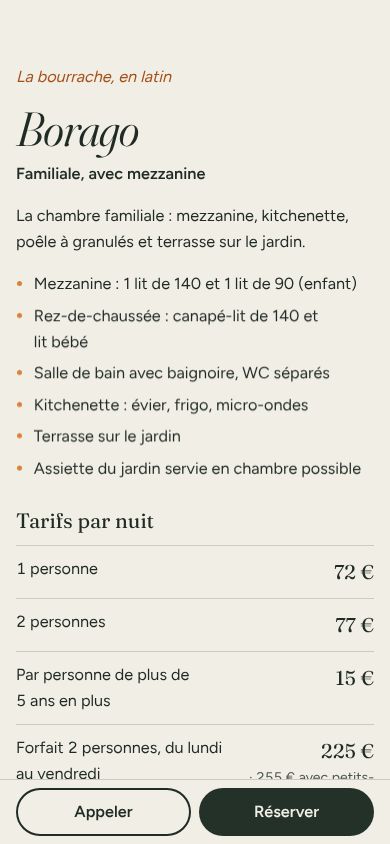 La bourrache, en latin
Borago
Familiale, avec mezzanine
La chambre familiale : mezzanine, kitchenette,
poêle à granulés et terrasse sur le jardin.
• Mezzanine : 1 lit de 140 et 1 lit de 90 (enfant)
• Rez-de-chaussée : canapé-lit de 140 et
lit bébé
• Salle de bain avec baignoire, WC séparés
• Kitchenette : évier, frigo, micro-ondes
• Terrasse sur le jardin
• Assiette du jardin servie en chambre possible
Tarifs par nuit
1 personne 72 €
2 personnes 77 €
Par personne de plus de 15 €
5 ans en plus
Forfait 2 personnes, du lundi 225 €
au vendredi · 255 € avec petits-
Appeler Réserver